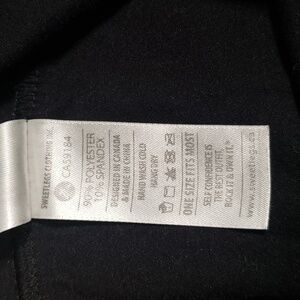 SWEETLEGS CLOTHING INC.
CA59184
90% POLYESTER
10% SPANDEX
DESIGNED IN CANADA
& MADE IN CHINA
HAND WASH COLD
HANG DRY
ONE SIZE FITS MOST
SELF CONFIDENCE IS
THE BEST OUTFIT,
ROCK IT & OWN IT.
www.sweetlegs.ca